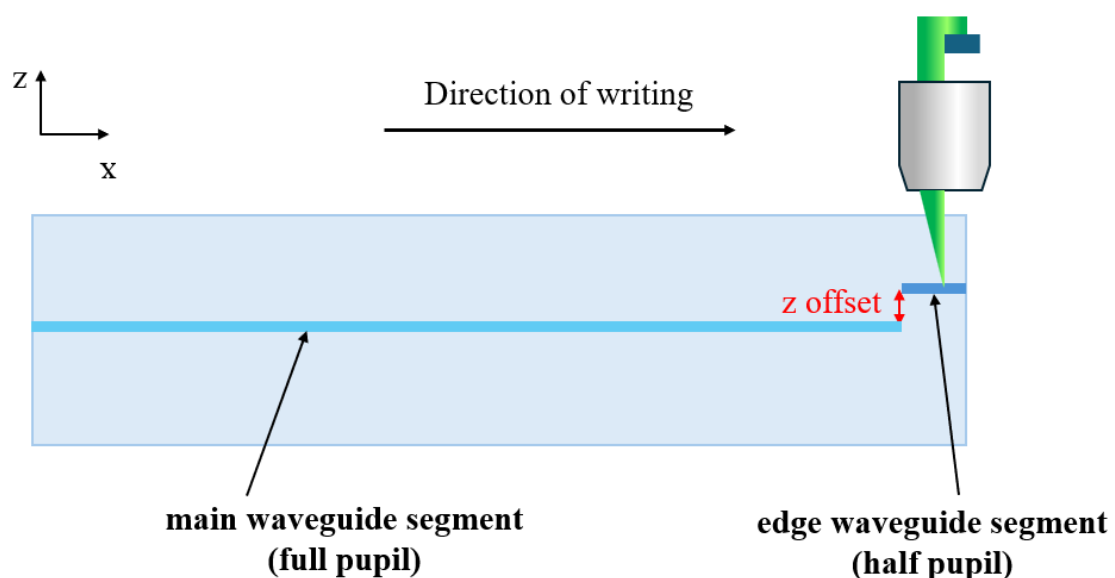 z
x
Direction of writing
z offset
main waveguide segment
(full pupil)
edge waveguide segment
(half pupil)